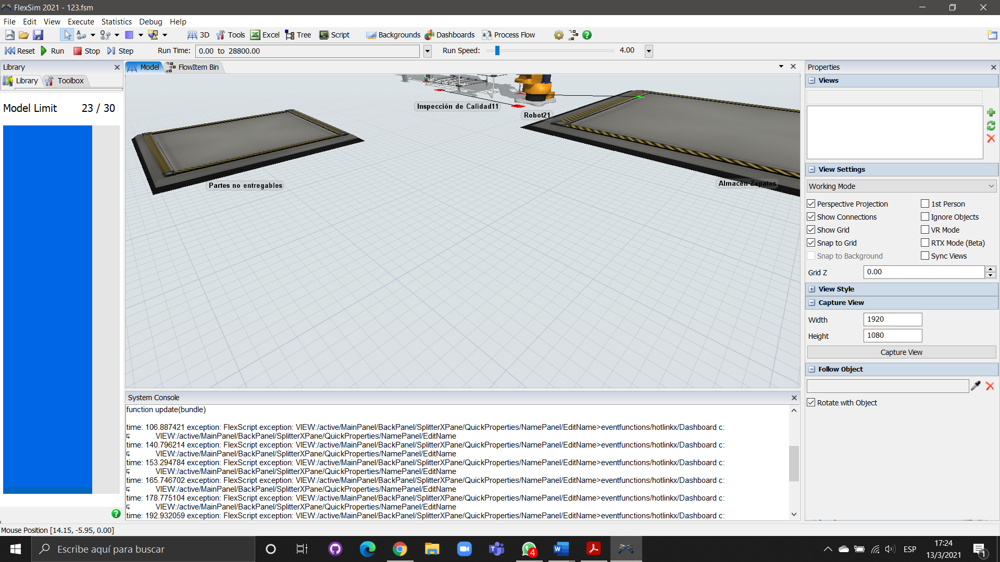 FlexSim 2021 - 123.fsm
File Edit View Execute Statistics Debug Help
3D Tools Excel Tree Script Backgrounds Dashboards Process Flow
Reset Run Stop Step Run Time: 0.00 to 28800.00 Run Speed: 4.00
Library
Library Toolbox
Model Limit 23 / 30
Model FlowItem Bin
Inspección de Calidad11
Robot21
Partes no entregables
Almacén Zapatos
System Console
function update(bundle)
time: 106.887421 exception: FlexScript exception: VIEW:/active/MainPanel/BackPanel/SplitterXPane/QuickProperties/NamePanel/EditName>eventfunctions/hotlinkx/Dashboard c:
VIEW:/active/MainPanel/BackPanel/SplitterXPane/QuickProperties/NamePanel/EditName
time: 140.796214 exception: FlexScript exception: VIEW:/active/MainPanel/BackPanel/SplitterXPane/QuickProperties/NamePanel/EditName>eventfunctions/hotlinkx/Dashboard c:
VIEW:/active/MainPanel/BackPanel/SplitterXPane/QuickProperties/NamePanel/EditName
time: 153.294784 exception: FlexScript exception: VIEW:/active/MainPanel/BackPanel/SplitterXPane/QuickProperties/NamePanel/EditName>eventfunctions/hotlinkx/Dashboard c:
VIEW:/active/MainPanel/BackPanel/SplitterXPane/QuickProperties/NamePanel/EditName
time: 165.746702 exception: FlexScript exception: VIEW:/active/MainPanel/BackPanel/SplitterXPane/QuickProperties/NamePanel/EditName>eventfunctions/hotlinkx/Dashboard c:
VIEW:/active/MainPanel/BackPanel/SplitterXPane/QuickProperties/NamePanel/EditName
time: 178.775104 exception: FlexScript exception: VIEW:/active/MainPanel/BackPanel/SplitterXPane/QuickProperties/NamePanel/EditName>eventfunctions/hotlinkx/Dashboard c:
VIEW:/active/MainPanel/BackPanel/SplitterXPane/QuickProperties/NamePanel/EditName
time: 192.932059 exception: FlexScript exception: VIEW:/active/MainPanel/BackPanel/SplitterXPane/QuickProperties/NamePanel/EditName>eventfunctions/hotlinkx/Dashboard c:
Properties
Views
View Settings
Working Mode
Perspective Projection 1st Person
Show Connections Ignore Objects
Show Grid VR Mode
Snap to Grid RTX Mode (Beta)
Snap to Background Sync Views
Grid Z 0.00
View Style
Capture View
Width 1920
Height 1080
Capture View
Follow Object
Rotate with Object
Mouse Position [14.15, -5.95, 0.00]
Escribe aquí para buscar
4
ESP
17:24
13/3/2021
1